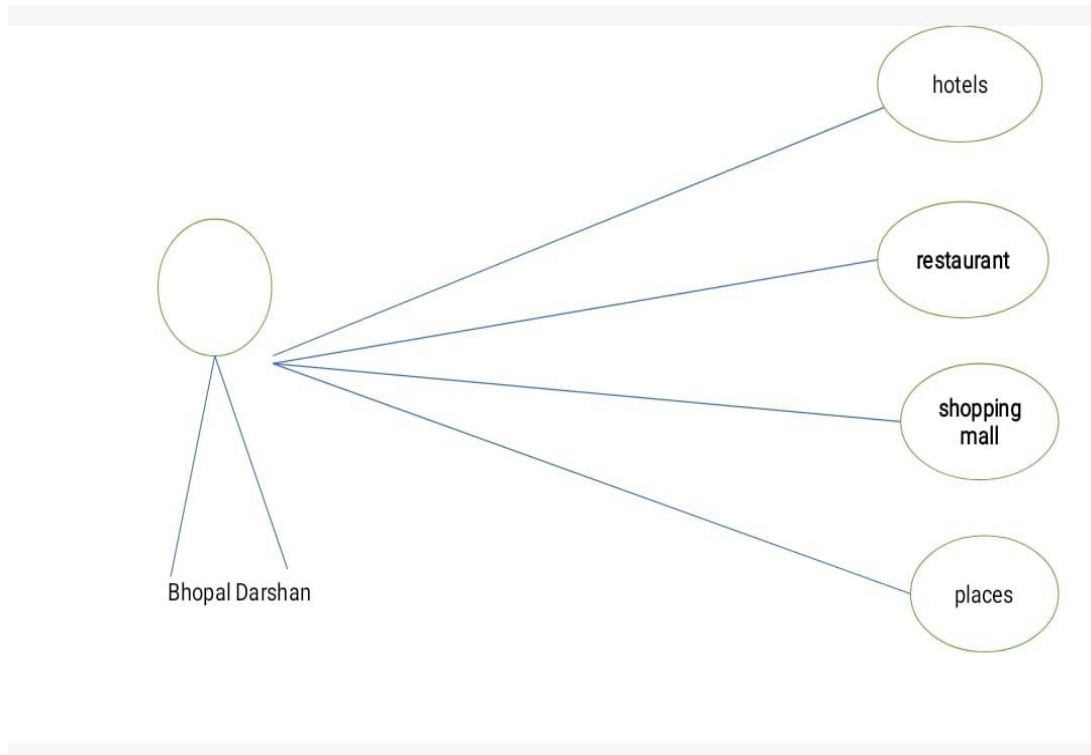 hotels
restaurant
shopping
mall
places
Bhopal Darshan